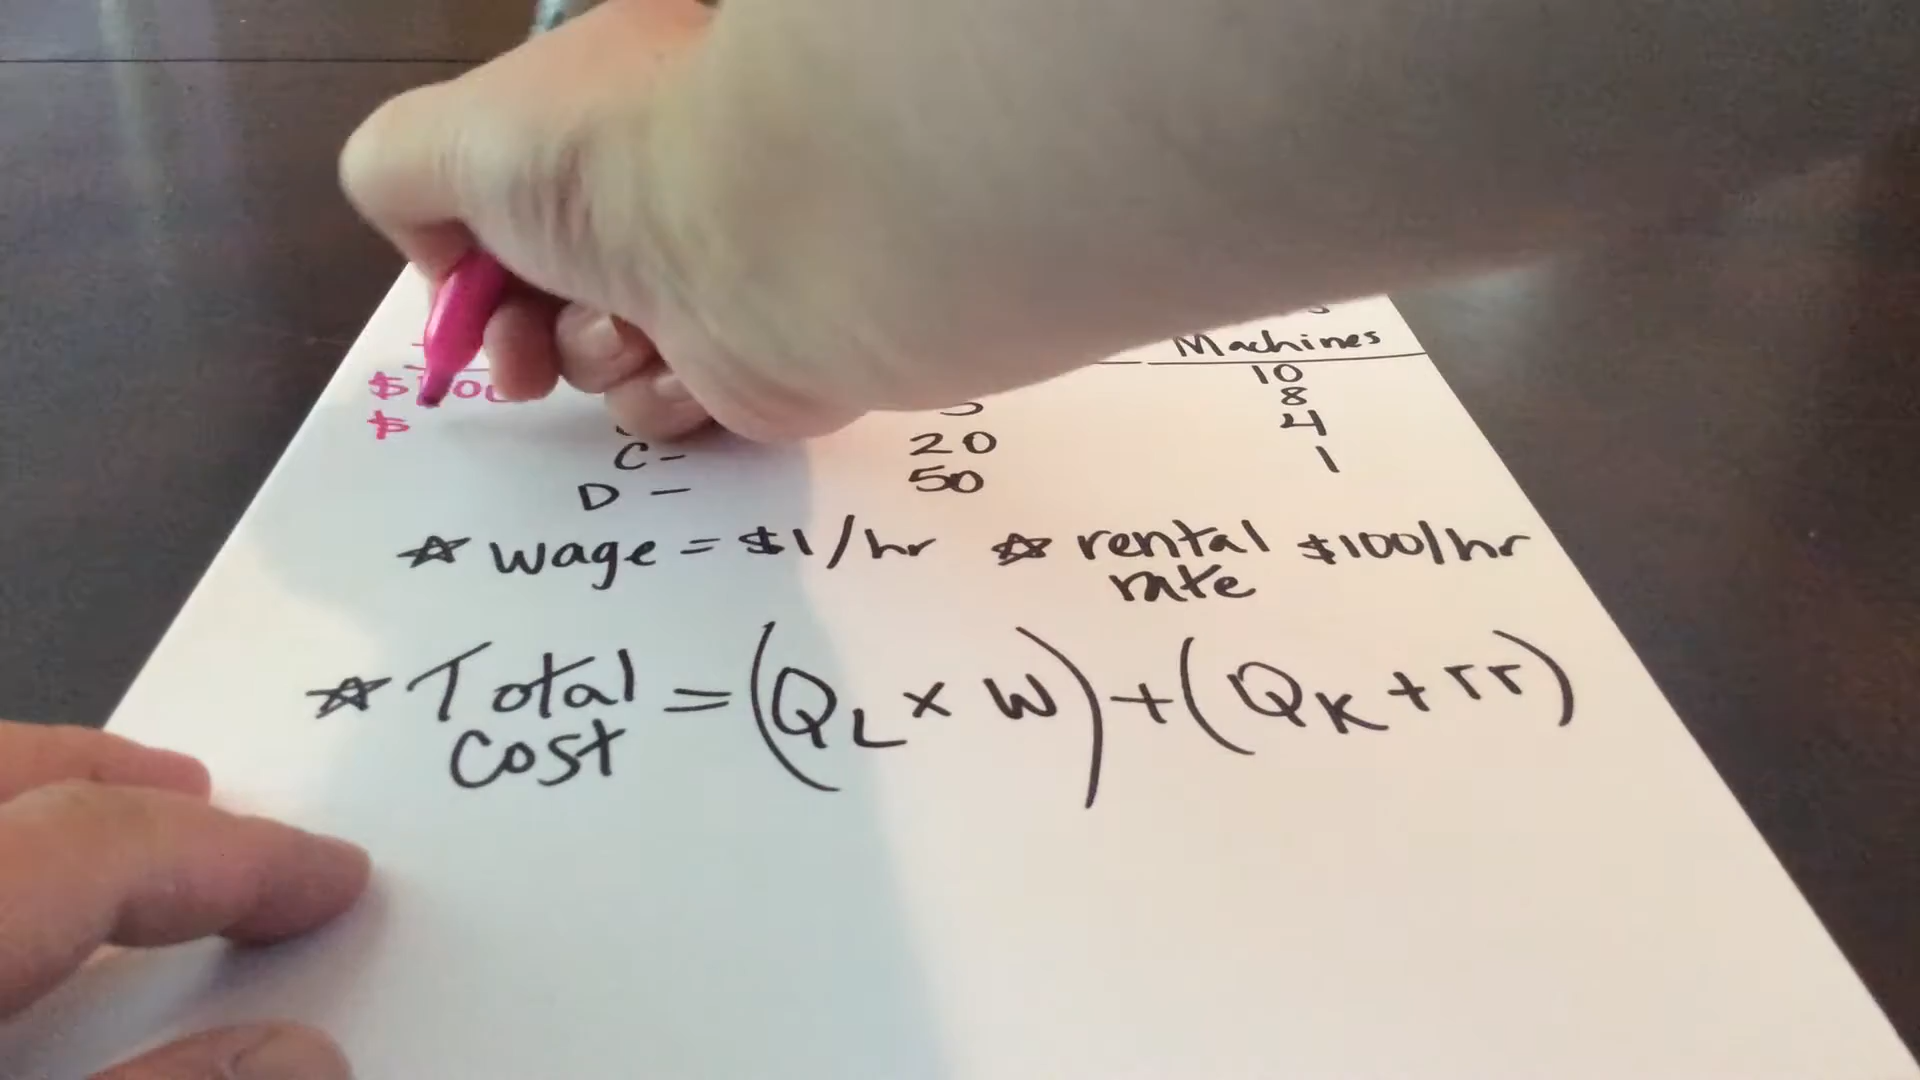 Machines
10
8
$
4
C - 20
1
D - 50
☆ wage = $1/hr ☆ rental $100/hr
rate
☆ Total = (QL x W) + (QK + rr)
cost